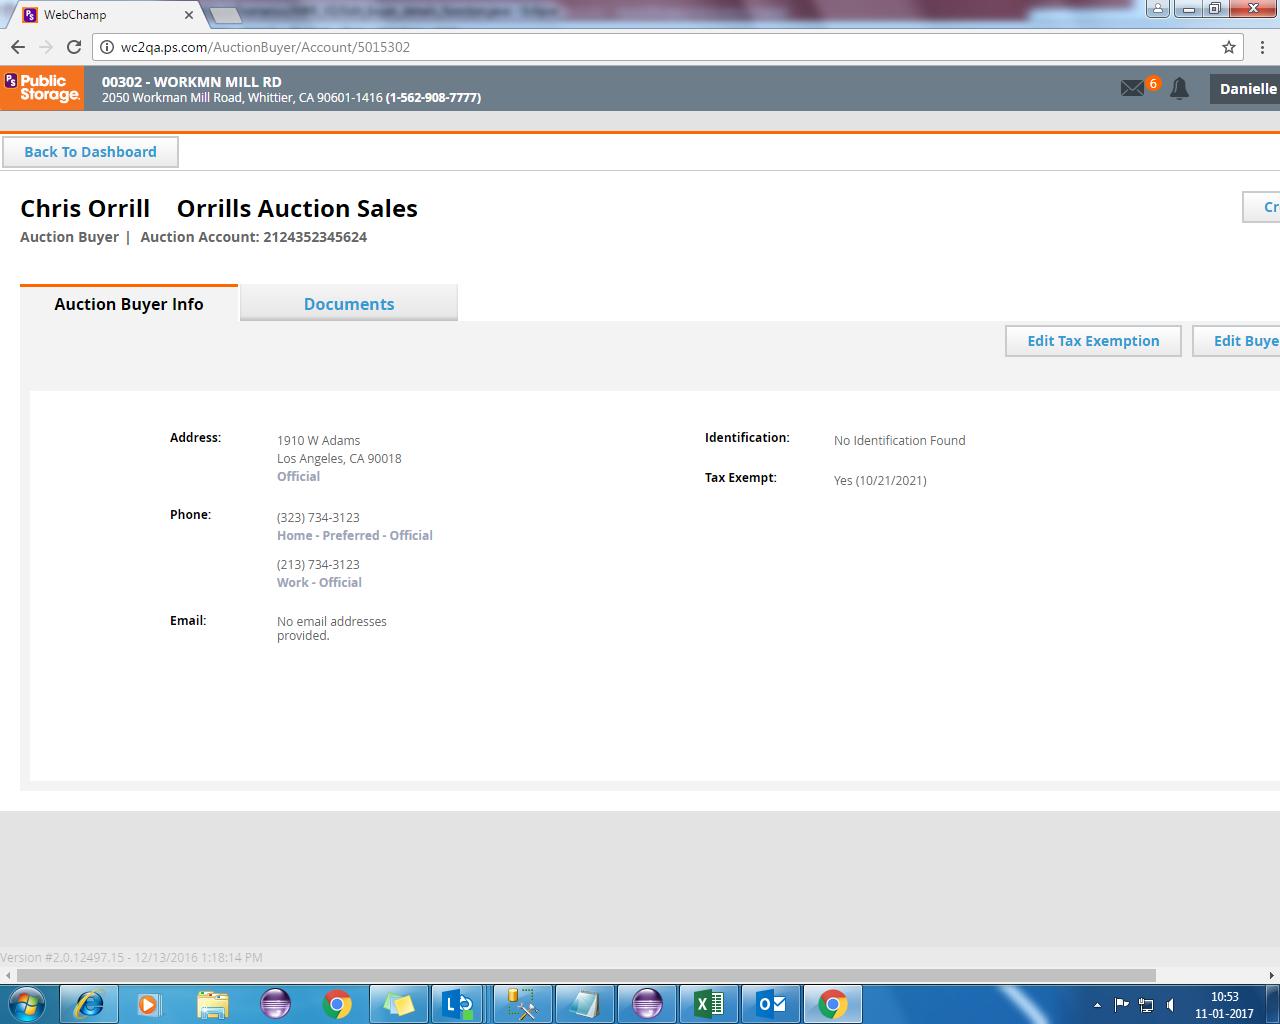 WebChamp
wc2qa.ps.com/AuctionBuyer/Account/5015302
PS Public Storage.
00302 - WORKMN MILL RD
2050 Workman Mill Road, Whittier, CA 90601-1416 (1-562-908-7777)
6
Danielle
Back To Dashboard
Chris Orrill Orrills Auction Sales
Cr
Auction Buyer | Auction Account: 2124352345624
Auction Buyer Info
Documents
Edit Tax Exemption
Edit Buye
Address:
1910 W Adams
Los Angeles, CA 90018
Official
Identification:
No Identification Found
Tax Exempt:
Yes (10/21/2021)
Phone:
(323) 734-3123
Home - Preferred - Official
(213) 734-3123
Work - Official
Email:
No email addresses
provided.
Version #2.0.12497.15 - 12/13/2016 1:18:14 PM
10:53
11-01-2017